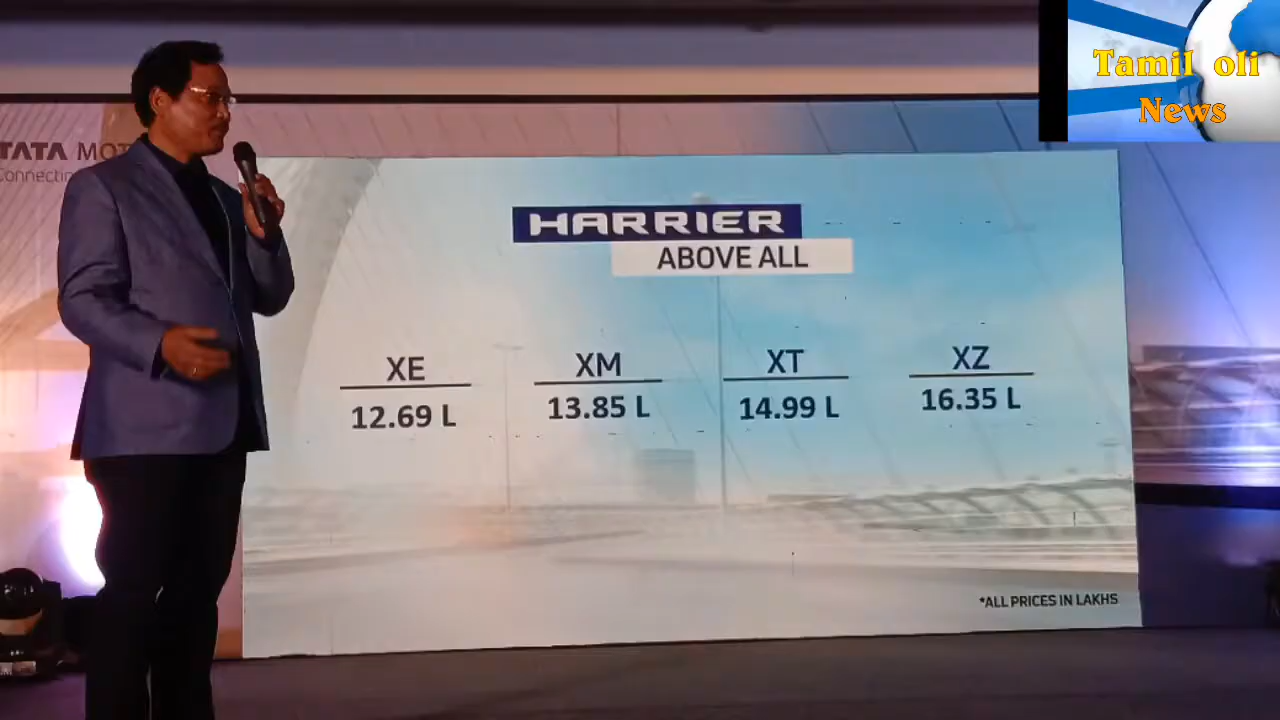 Tamil oli
News
TATA MOT
Connectin
HARRIER
ABOVE ALL
XE
12.69 L
XM
13.85 L
XT
14.99 L
XZ
16.35 L
*ALL PRICES IN LAKHS